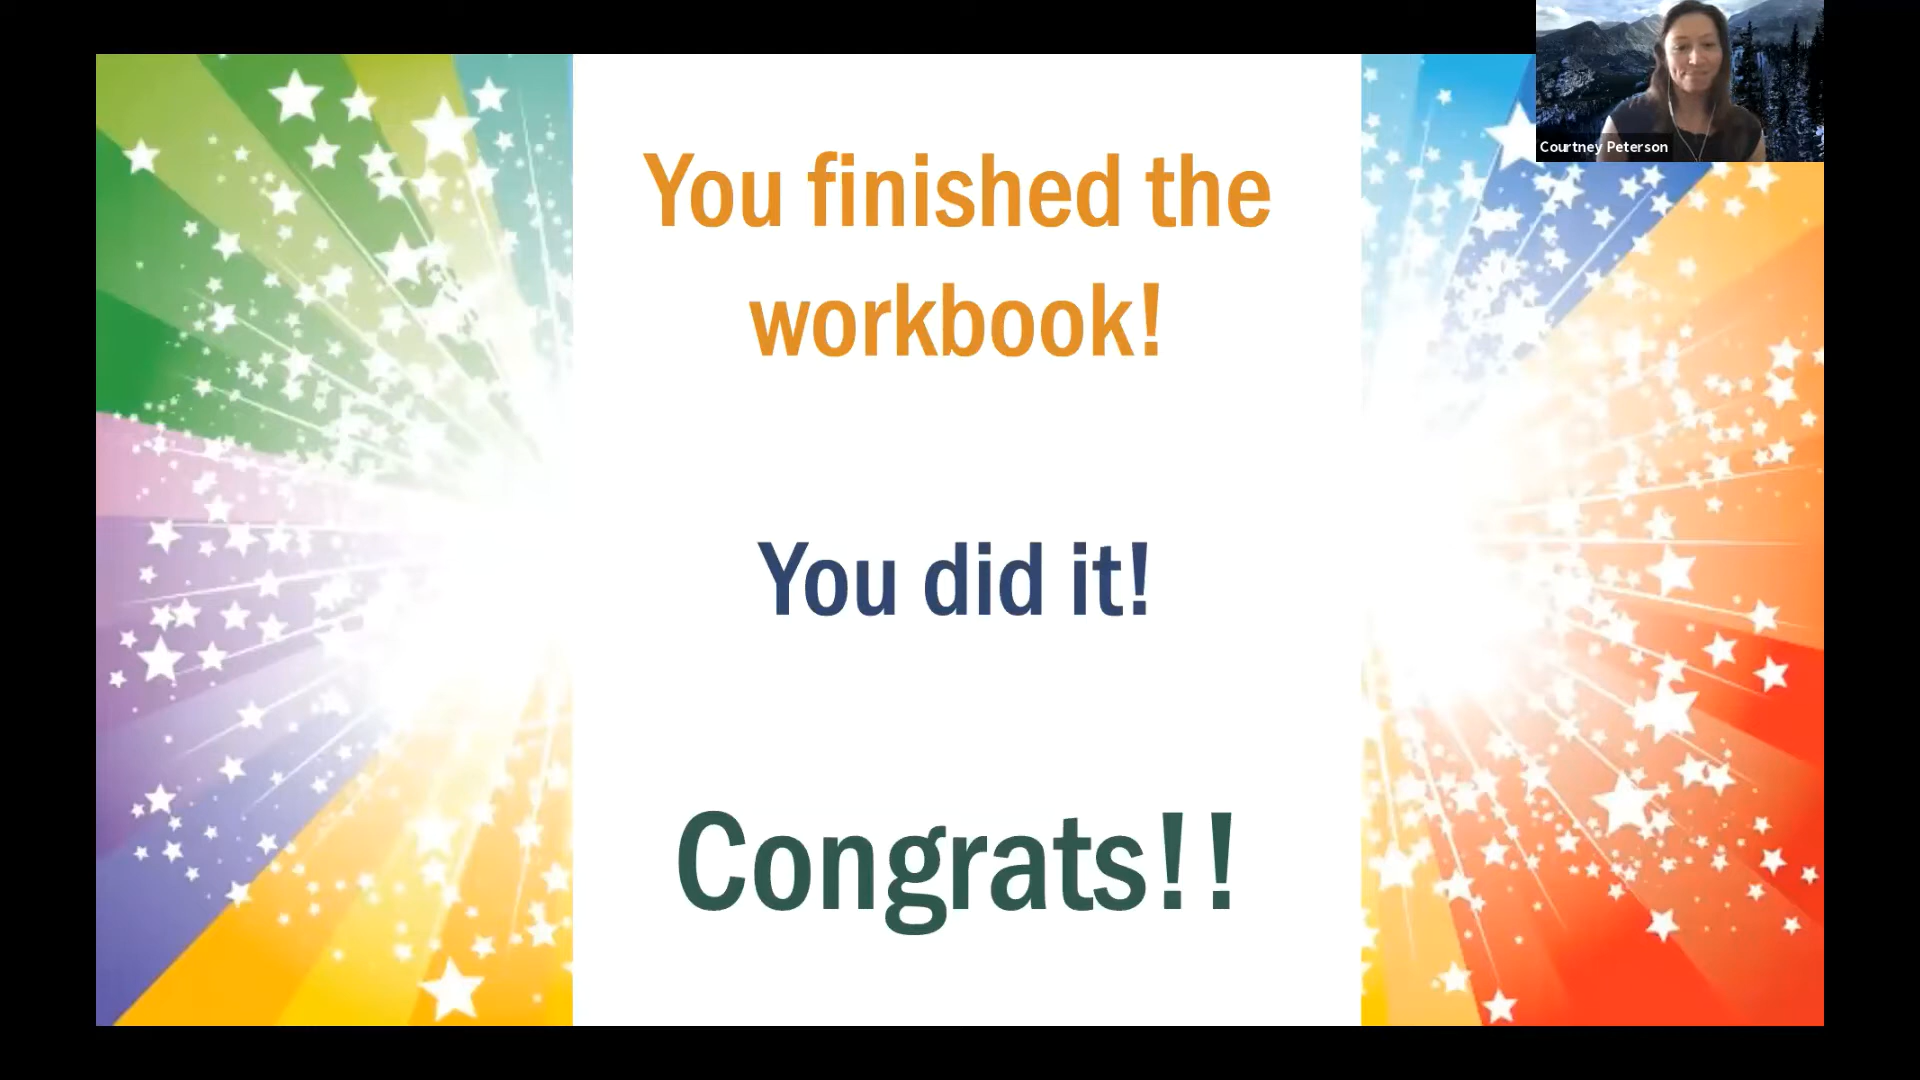 Courtney Peterson
You finished the
workbook!
You did it!
Congrats!!